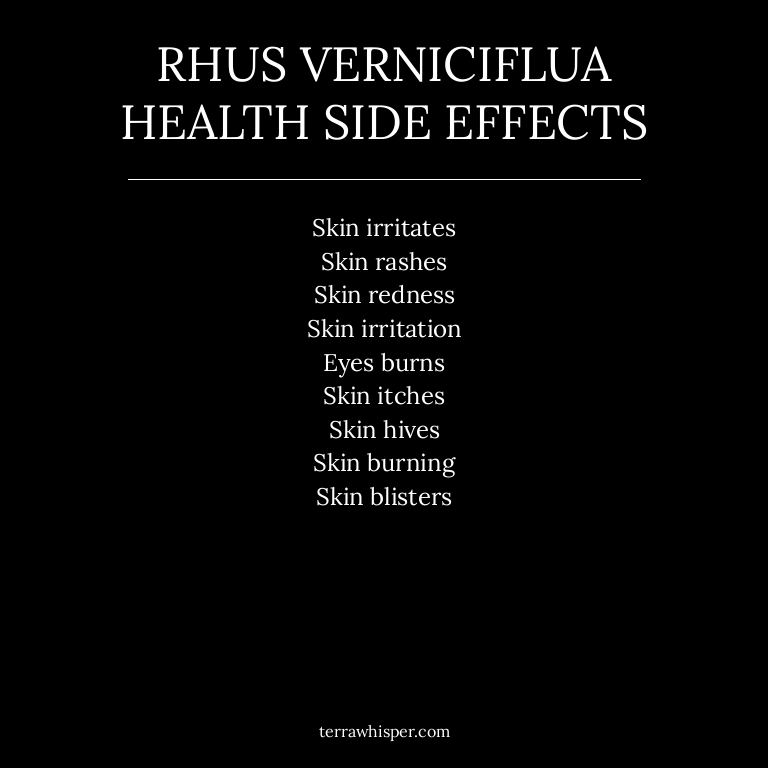 RHUS VERNICIFLUA
HEALTH SIDE EFFECTS
Skin irritates
Skin rashes
Skin redness
Skin irritation
Eyes burns
Skin itches
Skin hives
Skin burning
Skin blisters
terrawhisper.com